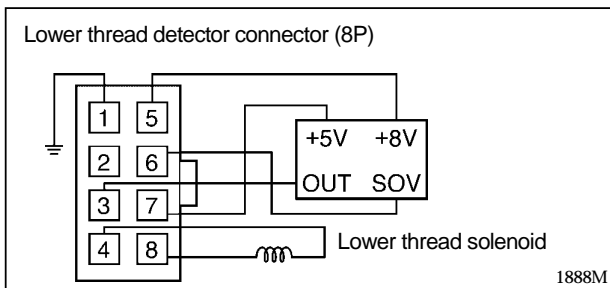 Lower thread detector connector (8P)
1 5
2 6
3 7
4 8
+5V +8V
OUT SOV
Lower thread solenoid
1888M